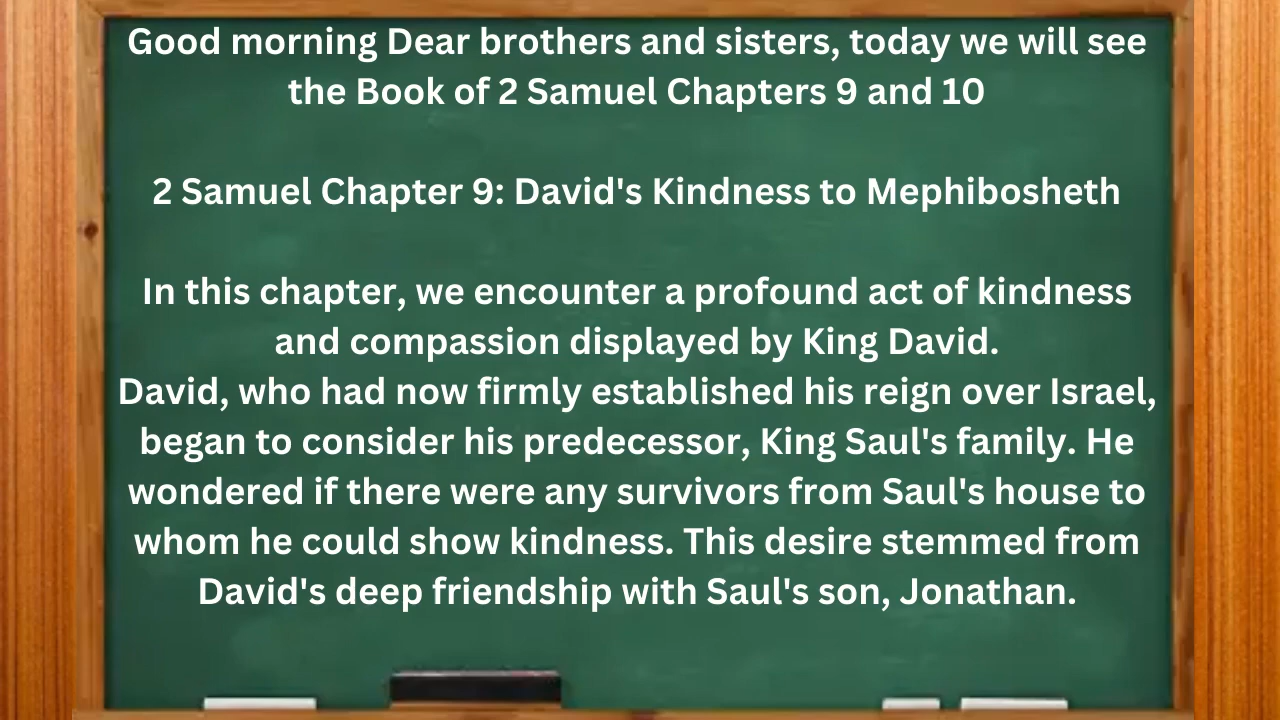 Good morning Dear brothers and sisters, today we will see
the Book of 2 Samuel Chapters 9 and 10
2 Samuel Chapter 9: David's Kindness to Mephibosheth
In this chapter, we encounter a profound act of kindness
and compassion displayed by King David.
David, who had now firmly established his reign over Israel,
began to consider his predecessor, King Saul's family. He
wondered if there were any survivors from Saul's house to
whom he could show kindness. This desire stemmed from
David's deep friendship with Saul's son, Jonathan.